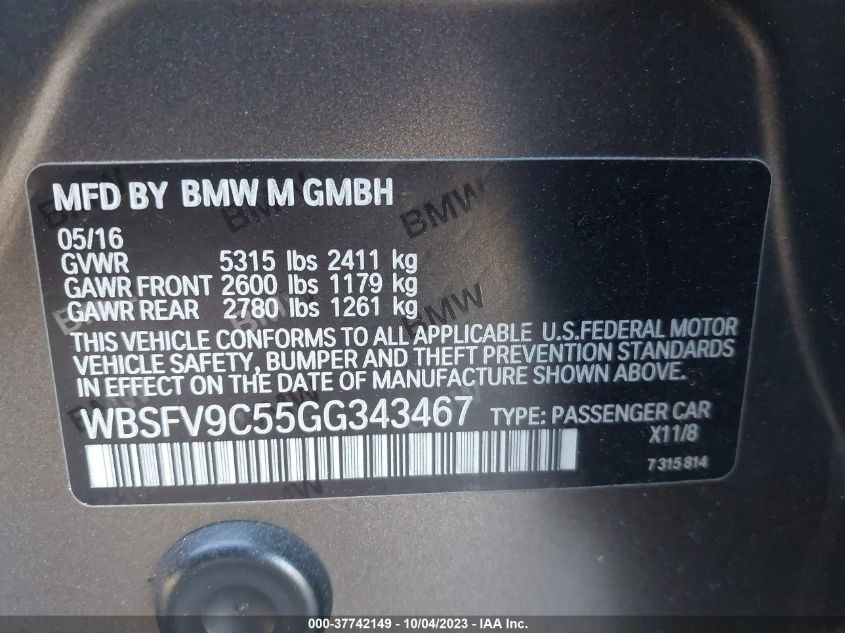 MFD BY BMW M GMBH
05/16
GVWR 5315 lbs 2411 kg
GAWR FRONT 2600 lbs 1179 kg
GAWR REAR 2780 lbs 1261 kg
THIS VEHICLE CONFORMS TO ALL APPLICABLE U.S.FEDERAL MOTOR
VEHICLE SAFETY, BUMPER AND THEFT PREVENTION STANDARDS
IN EFFECT ON THE DATE OF MANUFACTURE SHOWN ABOVE.
WBSFV9C55GG343467 TYPE: PASSENGER CAR
X11/8
7315814
BMW
BMW
000-37742149 - 10/04/2023 - IAA Inc.